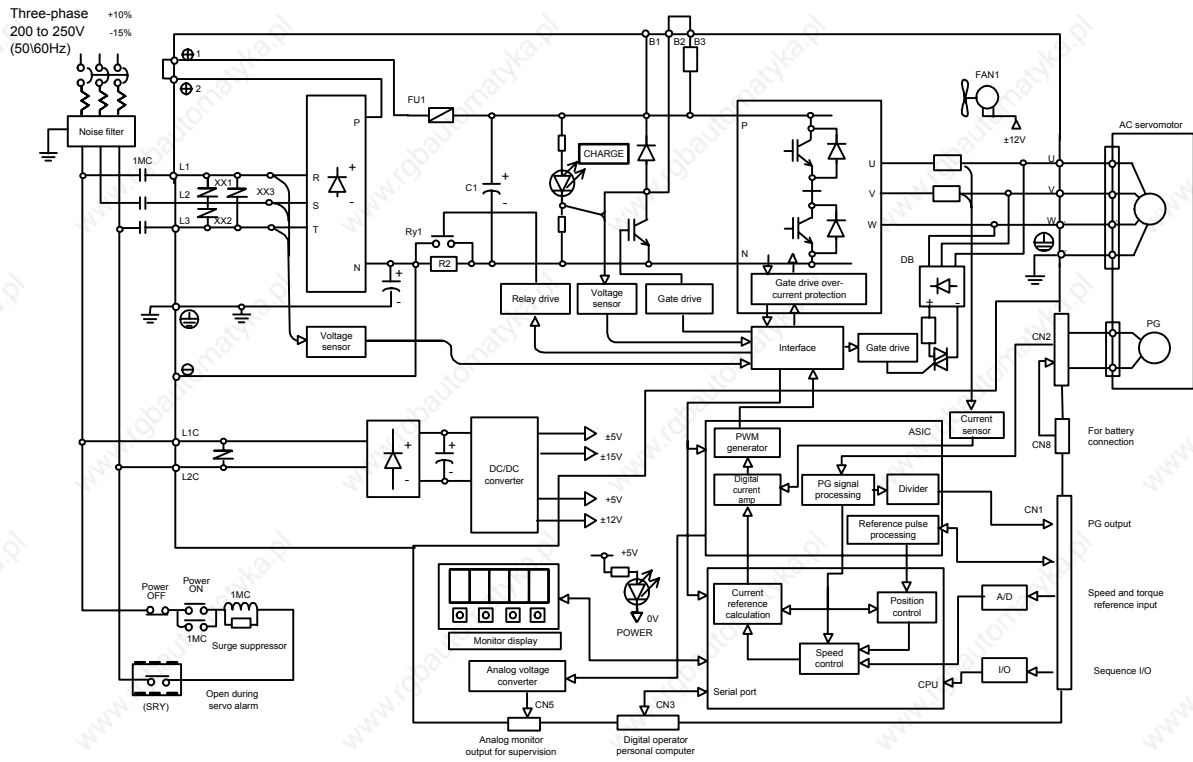 Three-phase +10%
200 to 250V -15%
(50\60Hz)
Noise filter
1MC
L1
L2
L3
XX1
XX3
XX2
1
2
P
R
S
T
N
+
-
FU1
C1
+
-
CHARGE
Ry1
R2
+
-
B1
B2
B3
P
N
U
V
W
FAN1
±12V
AC servomotor
U
V
W
DB
+
-
PG
CN2
Relay drive
Voltage
sensor
Gate drive
Gate drive over-
current protection
Voltage
sensor
Interface
Gate drive
Current
sensor
CN8
For battery
connection
L1C
L2C
+
-
+
-
DC/DC
converter
±5V
±15V
+5V
±12V
ASIC
PWM
generator
Digital
current
amp
PG signal
processing
Divider
Reference pulse
processing
CN1
PG output
Power
OFF
Power
ON
1MC
1MC
Surge suppressor
(SRY)
Open during
servo alarm
Monitor display
+5V
0V
POWER
Current
reference
calculation
Position
control
Speed
control
A/D
Speed and torque
reference input
I/O
Sequence I/O
CPU
Serial port
Analog voltage
converter
CN5
CN3
Analog monitor
output for supervision
Digital operator
personal computer
www.rgbautomatyka.pl